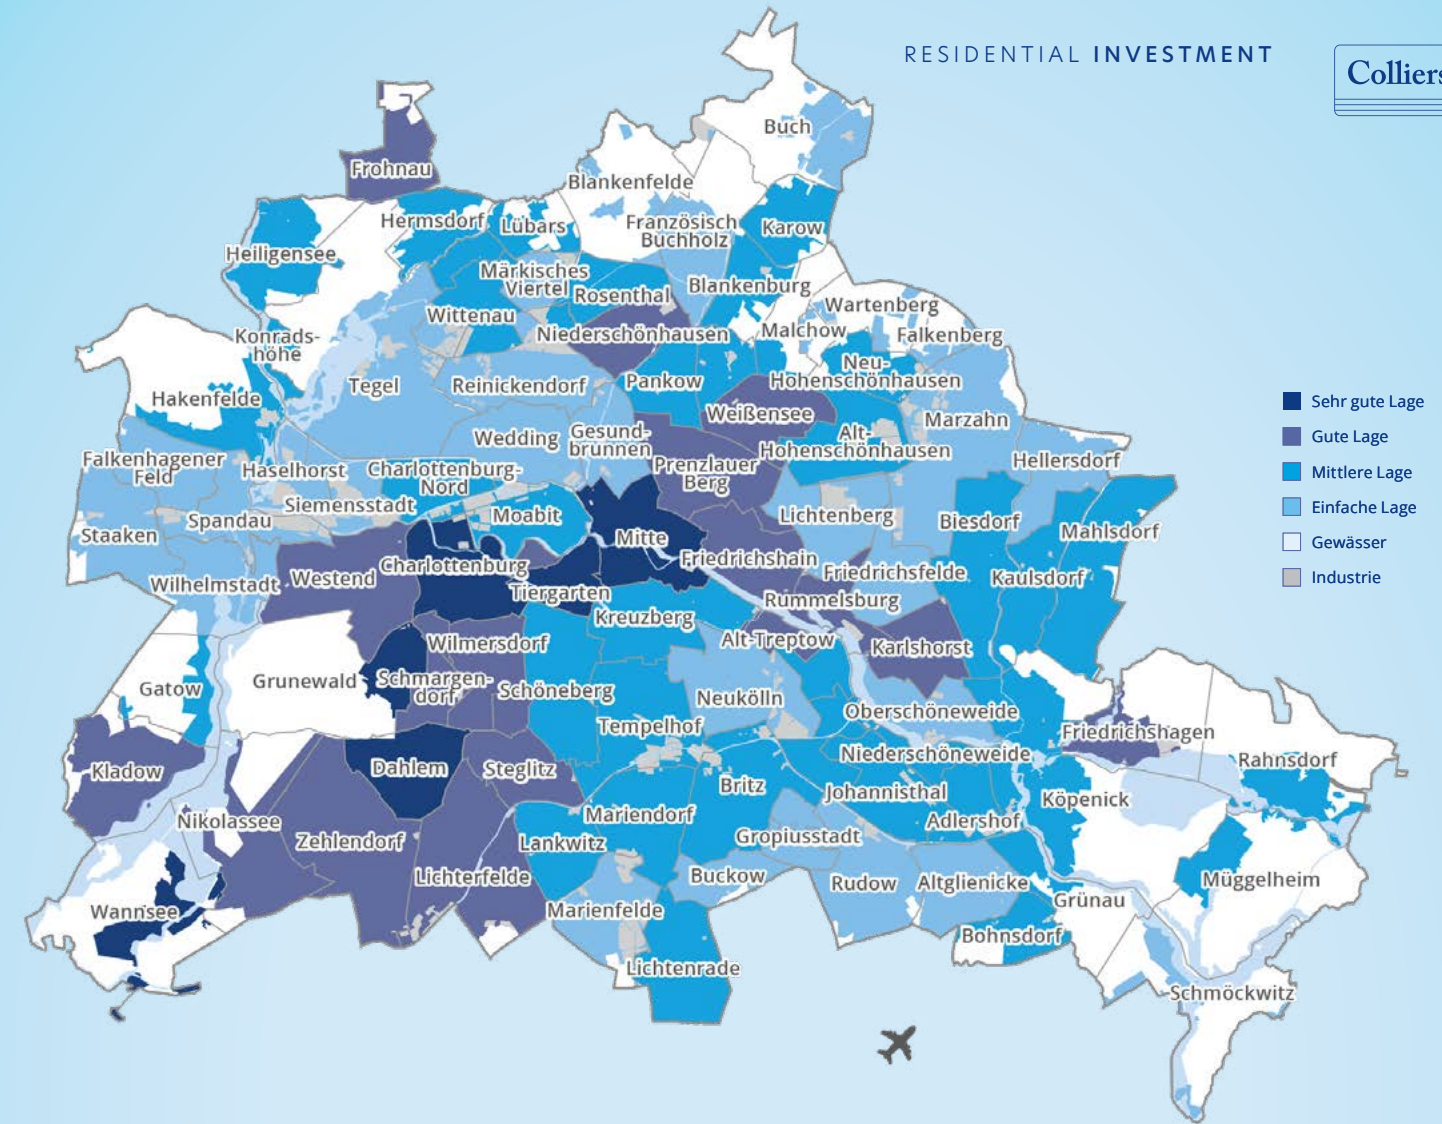 RESIDENTIAL INVESTMENT
Colliers
Buch
Frohnau
Blankenfelde
Hermsdorf
Lübars
Französisch
Buchholz
Karow
Heiligensee
Märkisches
Viertel
Rosenthal
Blankenburg
Wartenberg
Wittenau
Niederschönhausen
Malchow
Falkenberg
Konrads-
höhe
Neu-
Hohenschönhausen
Tegel
Reinickendorf
Pankow
Hakenfelde
Weißensee
Marzahn
Sehr gute Lage
Gute Lage
Mittlere Lage
Einfache Lage
Gewässer
Industrie
Wedding
Gesund-
brunnen
Alt-
Hohenschönhausen
Falkenhagener
Feld
Haselhorst
Charlottenburg-
Nord
Prenzlauer
Berg
Hellersdorf
Siemensstadt
Spandau
Moabit
Lichtenberg
Biesdorf
Mahlsdorf
Staaken
Mitte
Charlottenburg
Friedrichshain
Friedrichsfelde
Kaulsdorf
Wilhelmstadt
Westend
Tiergarten
Rummelsburg
Kreuzberg
Wilmersdorf
Alt-Treptow
Karlshorst
Gatow
Grunewald
Schmargen-
dorf
Schöneberg
Neukölln
Oberschöneweide
Tempelhof
Friedrichshagen
Kladow
Dahlem
Steglitz
Niederschöneweide
Rahnsdorf
Britz
Johannisthal
Köpenick
Nikolassee
Zehlendorf
Mariendorf
Lankwitz
Gropiusstadt
Adlershof
Lichterfelde
Buckow
Rudow
Altglienicke
Müggelheim
Wannsee
Marienfelde
Grünau
Bohnsdorf
Lichtenrade
Schmöckwitz